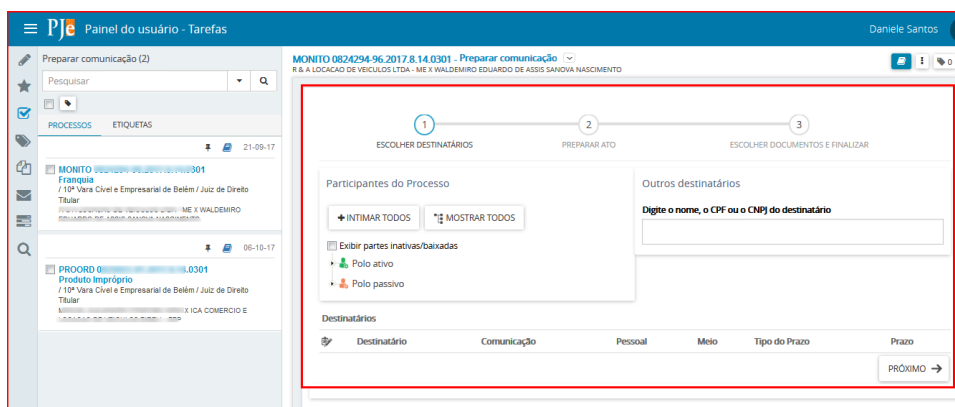 PJe Painel do usuário - Tarefas
Daniele Santos
Preparar comunicação (2)
Pesquisar
PROCESSOS ETIQUETAS
21-09-17
MONITO 301
Franquia
/ 10ª Vara Cível e Empresarial de Belém / Juiz de Direito
Titular
-ME X WALDEMIRO
06-10-17
PROORD 0 .0301
Produto Impróprio
/ 10ª Vara Cível e Empresarial de Belém / Juiz de Direito
Titular
X ICA COMERCIO E
MONITO 0824294-96.2017.8.14.0301 - Preparar comunicação
R & A LOCACAO DE VEICULOS LTDA - ME X WALDEMIRO EDUARDO DE ASSIS SANOVA NASCIMENTO
0
1 2 3
ESCOLHER DESTINATÁRIOS PREPARAR ATO ESCOLHER DOCUMENTOS E FINALIZAR
Participantes do Processo
+INTIMAR TODOS MOSTRAR TODOS
Exibir partes inativas/baixadas
Polo ativo
Polo passivo
Outros destinatários
Digite o nome, o CPF ou o CNPJ do destinatário
Destinatários
Destinatário Comunicação Pessoal Meio Tipo do Prazo Prazo
PRÓXIMO →